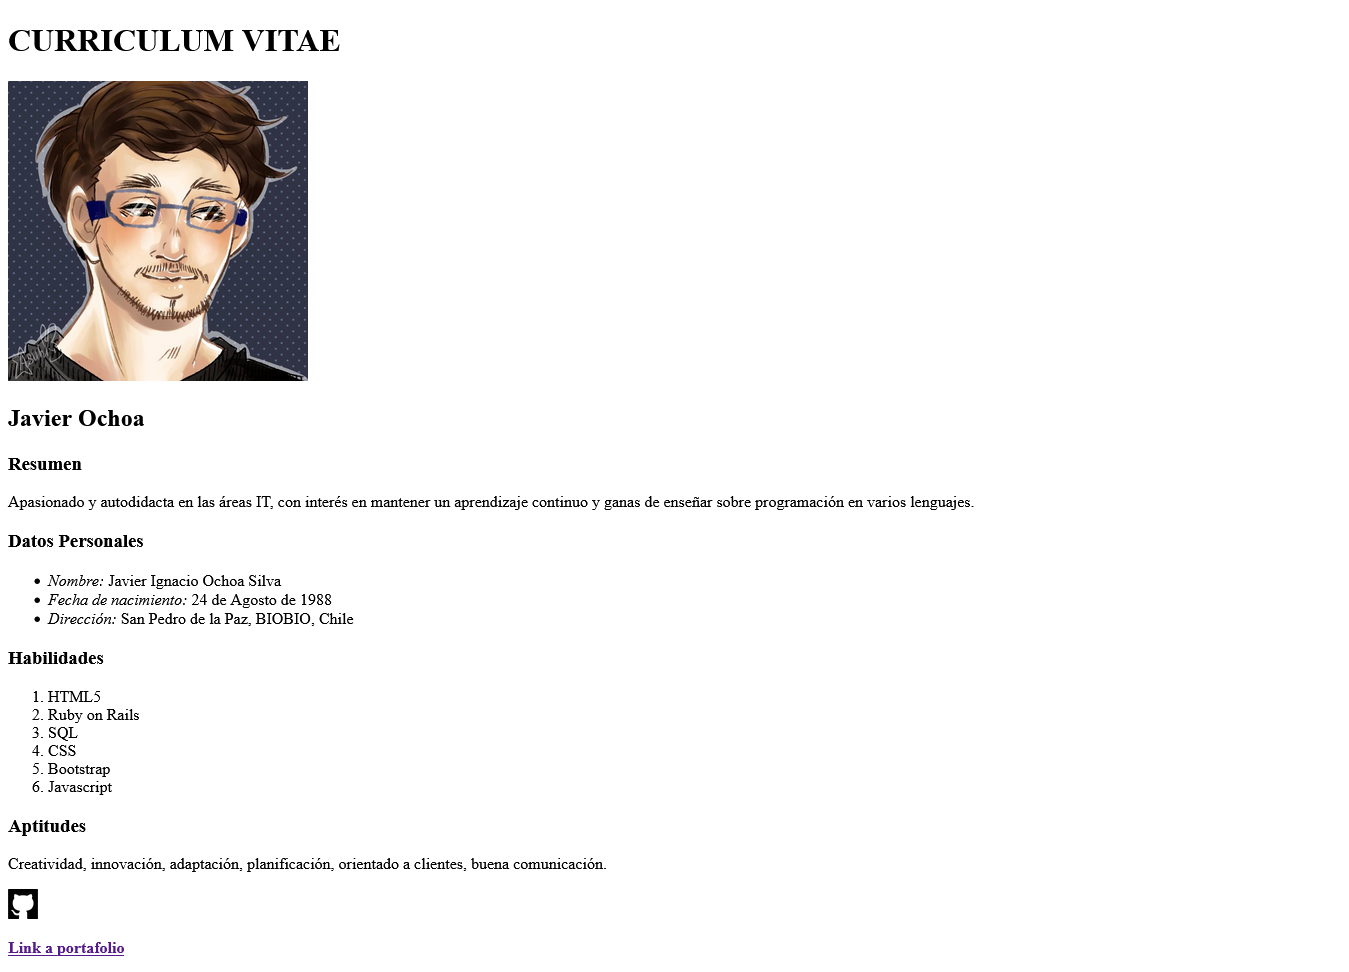 CURRICULUM VITAE
Javier Ochoa
Resumen
Apasionado y autodidacta en las áreas IT, con interés en mantener un aprendizaje continuo y ganas de enseñar sobre programación en varios lenguajes.
Datos Personales
• Nombre: Javier Ignacio Ochoa Silva
• Fecha de nacimiento: 24 de Agosto de 1988
• Dirección: San Pedro de la Paz, BIOBIO, Chile
Habilidades
1. HTML5
2. Ruby on Rails
3. SQL
4. CSS
5. Bootstrap
6. Javascript
Aptitudes
Creatividad, innovación, adaptación, planificación, orientado a clientes, buena comunicación.
Link a portafolio